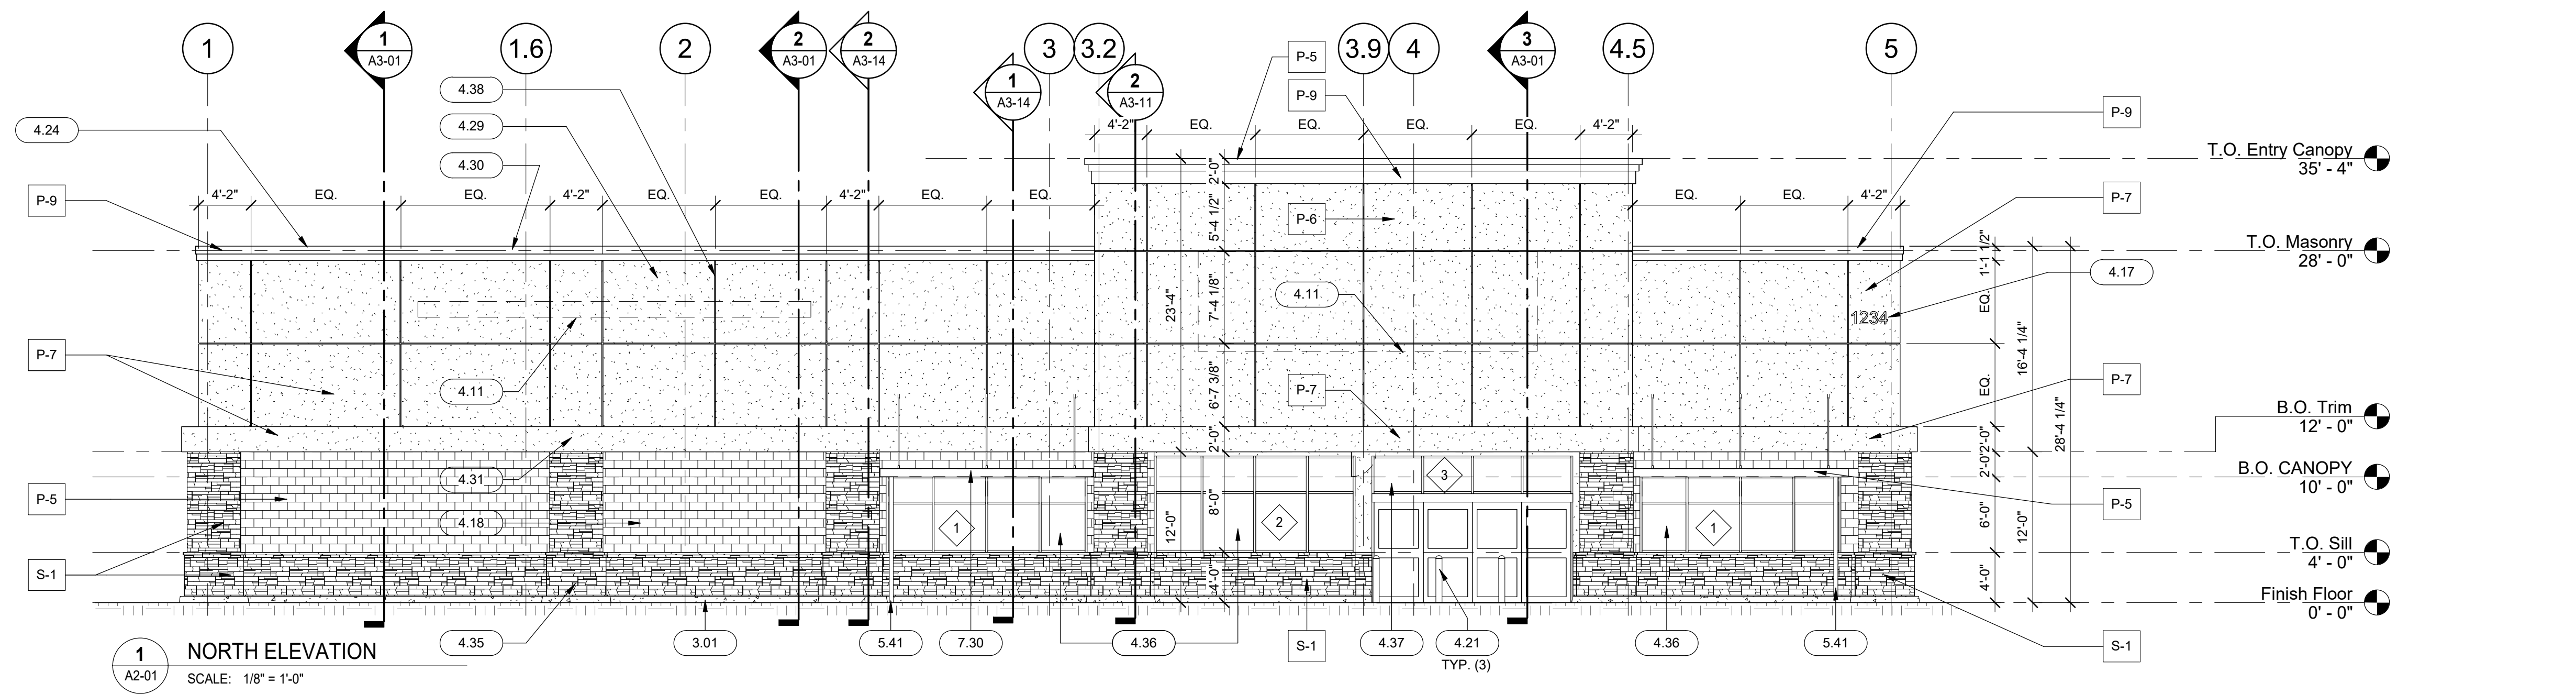 1
1.6
2
3
3.2
3.9
4
4.5
5
1
A3-01
2
A3-01
2
A3-14
1
A3-14
2
A3-11
3
A3-01
4.38
4.29
4.30
4.24
P-9
P-7
P-5
S-1
P-5
P-9
P-9
P-7
4.17
P-7
P-5
S-1
4'-2"
EQ.
EQ.
EQ.
EQ.
4'-2"
4'-2"
EQ.
EQ.
4'-2"
EQ.
EQ.
4'-2"
EQ.
EQ.
EQ.
EQ.
4'-2"
T.O. Entry Canopy
35' - 4"
T.O. Masonry
28' - 0"
B.O. Trim
12' - 0"
B.O. CANOPY
10' - 0"
T.O. Sill
4' - 0"
Finish Floor
0' - 0"
2'-0"
5'-4 1/2"
7'-4 1/8"
6'-7 3/8"
2'-0"
8'-0"
4'-0"
23'-4"
12'-0"
1'-1 1/2"
EQ.
EQ.
2'-0"
2'-0"
6'-0"
4'-0"
16'-4 1/4"
12'-0"
28'-4 1/4"
P-6
4.11
P-7
1234
4.11
4.31
4.18
1
2
3
1
4.35
3.01
5.41
7.30
4.36
S-1
4.37
4.21
TYP. (3)
4.36
5.41
1
A2-01
NORTH ELEVATION
SCALE: 1/8" = 1'-0"